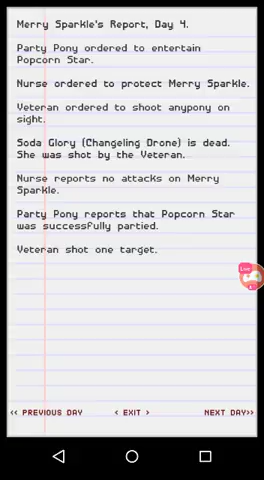 Merry Sparkle's Report, Day 4.
Party Pony ordered to entertain
Popcorn Star.
Nurse ordered to protect Merry Sparkle.
Veteran ordered to shoot anypony on
sight.
Soda Glory (Changeling Drone) is dead.
She was shot by the Veteran.
Nurse reports no attacks on Merry
Sparkle.
Party Pony reports that Popcorn Star
was successfully partied.
Veteran shot one target.
Live
<< PREVIOUS DAY < EXIT > NEXT DAY>>